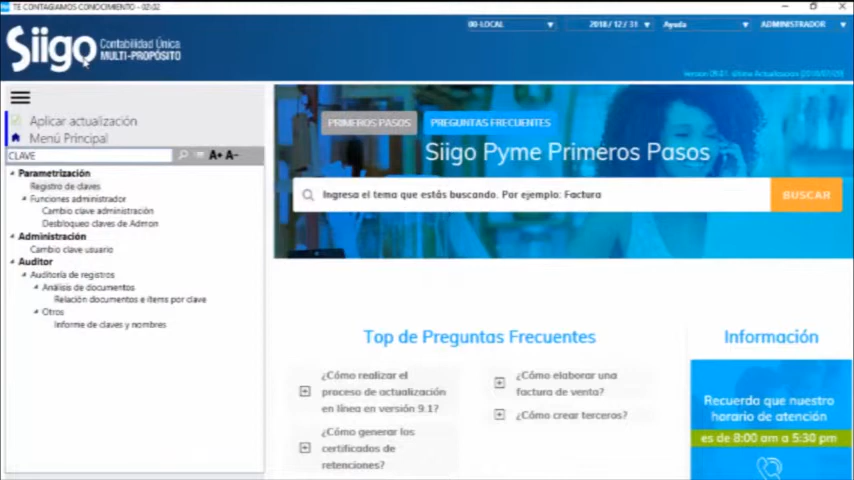 TE CONTAGIAMOS CONOCIMIENTO - 02:02
Siigo Contabilidad Única
MULTI-PROPÓSITO
00-LOCAL
2018/12/31
Ayuda
ADMINISTRADOR
Aplicar actualización
Menú Principal
CLAVE
A+ A-
Parametrización
Registro de claves
Funciones administrador
Cambio clave administración
Desbloqueo claves de Admon
Administración
Cambio clave usuario
Auditor
Auditoría de registros
Análisis de documentos
Relación documentos e ítems por clave
Otros
Informe de claves y nombres
PRIMEROS PASOS
PREGUNTAS FRECUENTES
Siigo Pyme Primeros Pasos
Ingresa el tema que estás buscando. Por ejemplo: Factura
BUSCAR
Top de Preguntas Frecuentes
¿Cómo realizar el
proceso de actualización
en línea en versión 9.1?
¿Cómo generar los
certificados de
retenciones?
¿Cómo elaborar una
factura de venta?
¿Cómo crear terceros?
Información
Recuerda que nuestro
horario de atención
es de 8:00 am a 5:30 pm